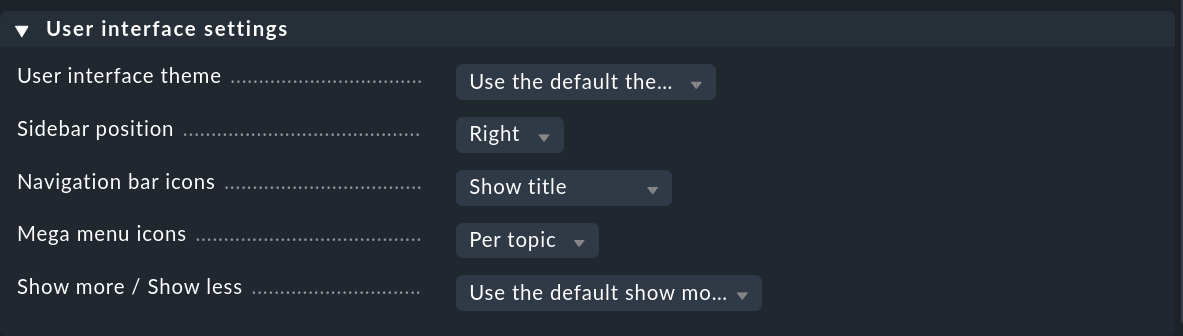 User interface settings
User interface theme Use the default the...
Sidebar position Right
Navigation bar icons Show title
Mega menu icons Per topic
Show more / Show less Use the default show mo...